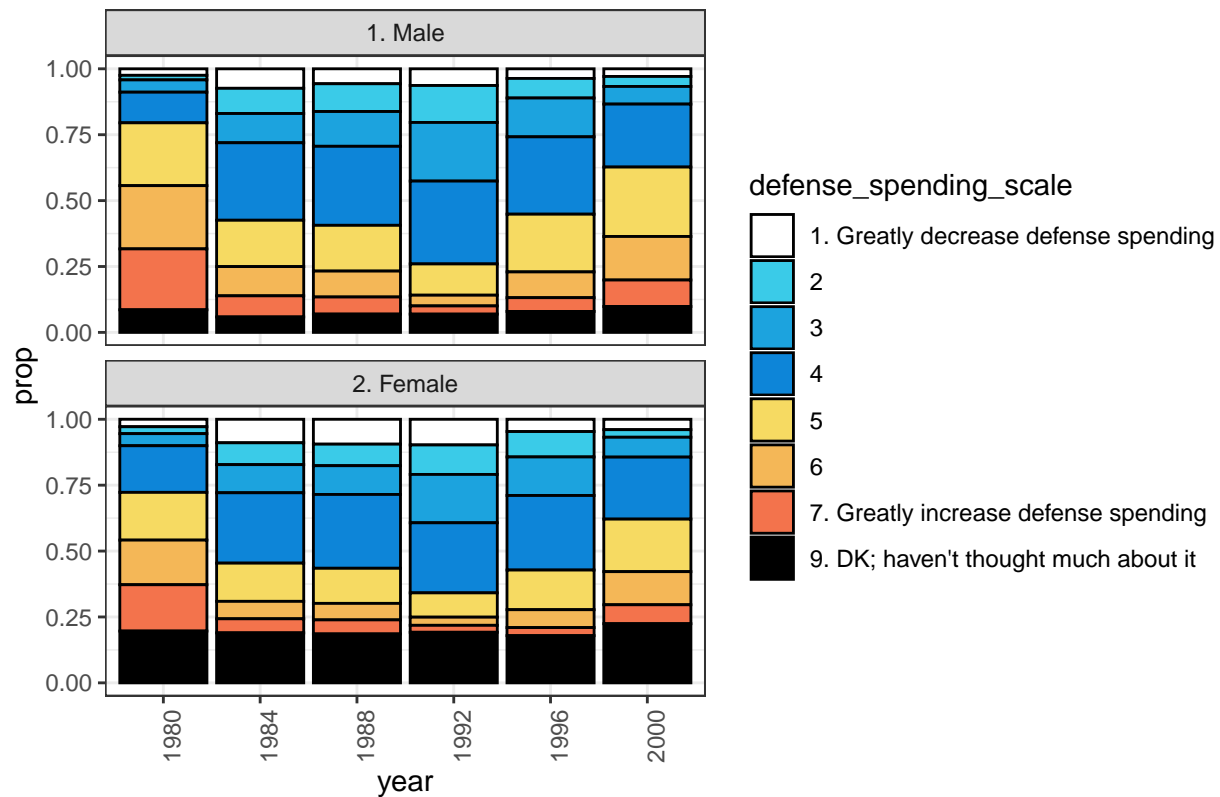 1. Male
1.00
0.75
0.50
0.25
0.00
2. Female
1.00
0.75
0.50
0.25
0.00
prop
1980
1984
1988
1992
1996
2000
year
defense_spending_scale
1. Greatly decrease defense spending
2
3
4
5
6
7. Greatly increase defense spending
9. DK; haven't thought much about it